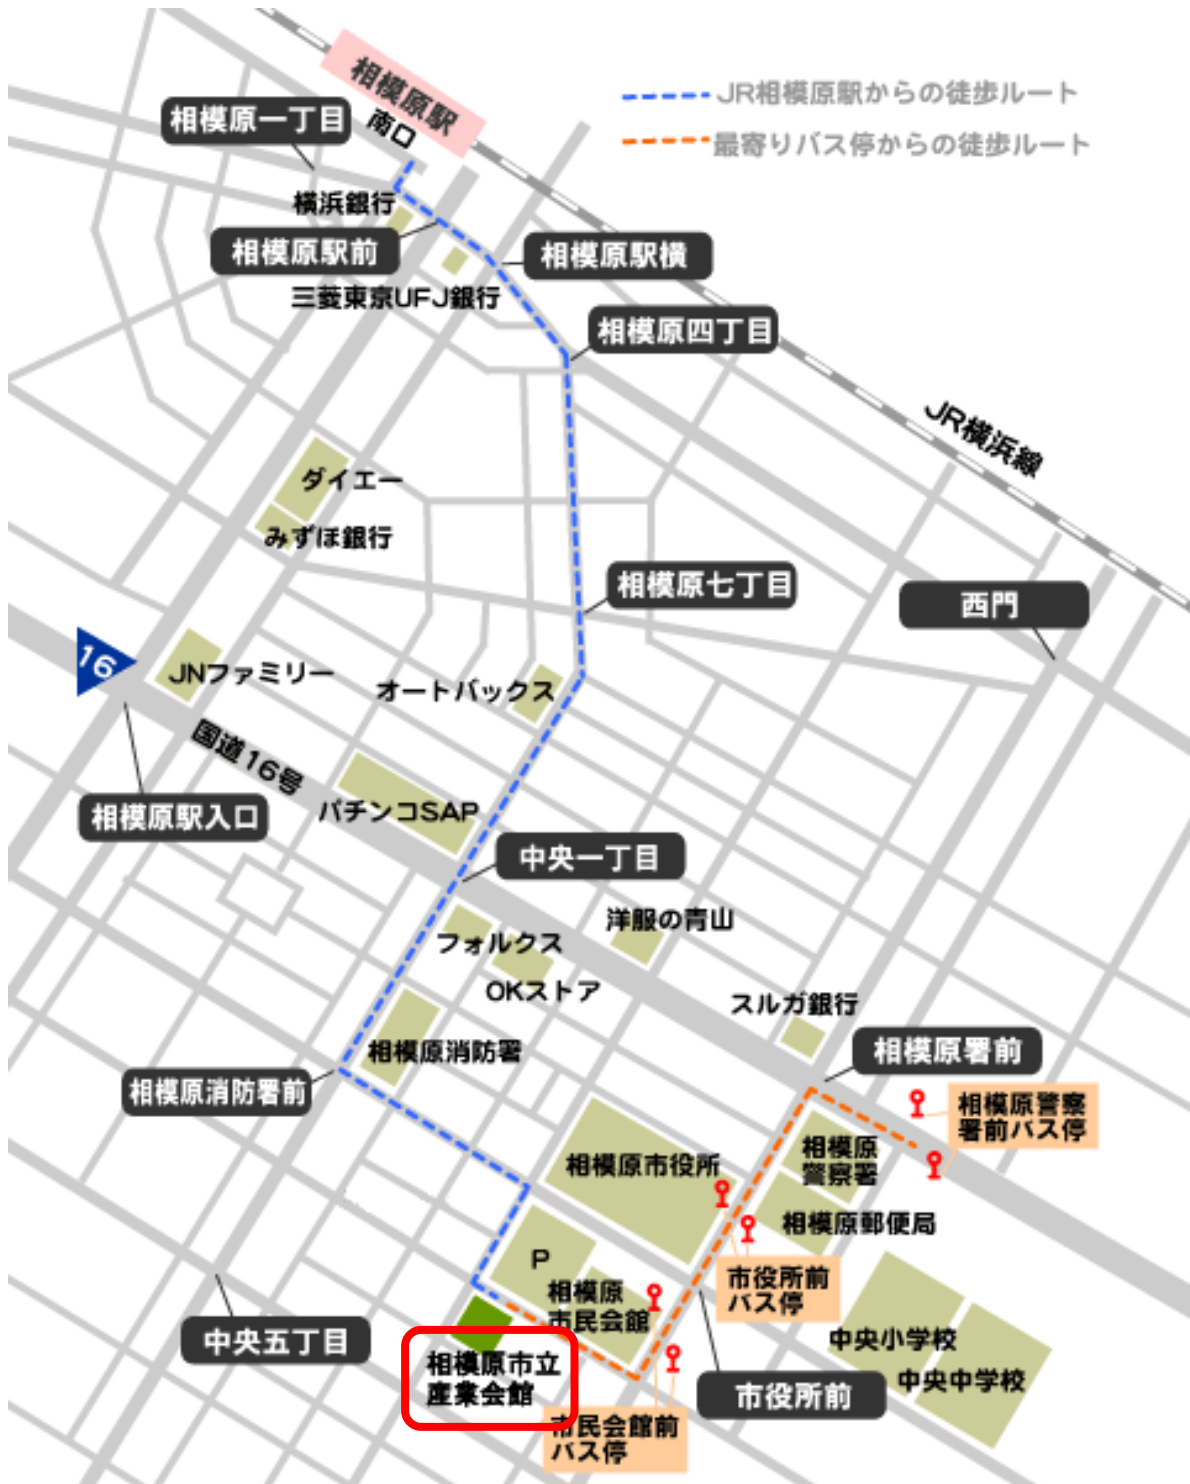 相模原駅
南口
JR相模原駅からの徒歩ルート
最寄りバス停からの徒歩ルート
相模原一丁目
横浜銀行
相模原駅前
相模原駅横
三菱東京UFJ銀行
相模原四丁目
JR横浜線
ダイエー
みずほ銀行
相模原七丁目
西門
16
JNファミリー
オートバックス
国道16号
相模原駅入口
パチンコSAP
中央一丁目
洋服の青山
フォルクス
OKストア
スルガ銀行
相模原署前
相模原消防署
相模原消防署前
相模原警察
署前バス停
相模原
警察署
相模原市役所
相模原郵便局
P
市役所前
バス停
相模原
市民会館
中央五丁目
中央小学校
中央中学校
相模原市立
産業会館
市役所前
市民会館前
バス停